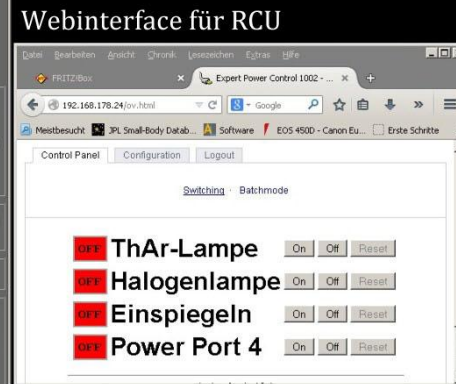 Webinterface für RCU
Datei Bearbeiten Ansicht Chronik Lesezeichen Extras Hilfe
FRITZ!Box × Expert Power Control 1002 - ... × +
192.168.178.24/ov.html Google
Meistbesucht JPL Small-Body Datab... Software EOS 450D - Canon Eu... Erste Schritte
Control Panel Configuration Logout
Switching · Batchmode
OFF ThAr-Lampe On Off Reset
OFF Halogenlampe On Off Reset
OFF Einspiegeln On Off Reset
OFF Power Port 4 On Off Reset